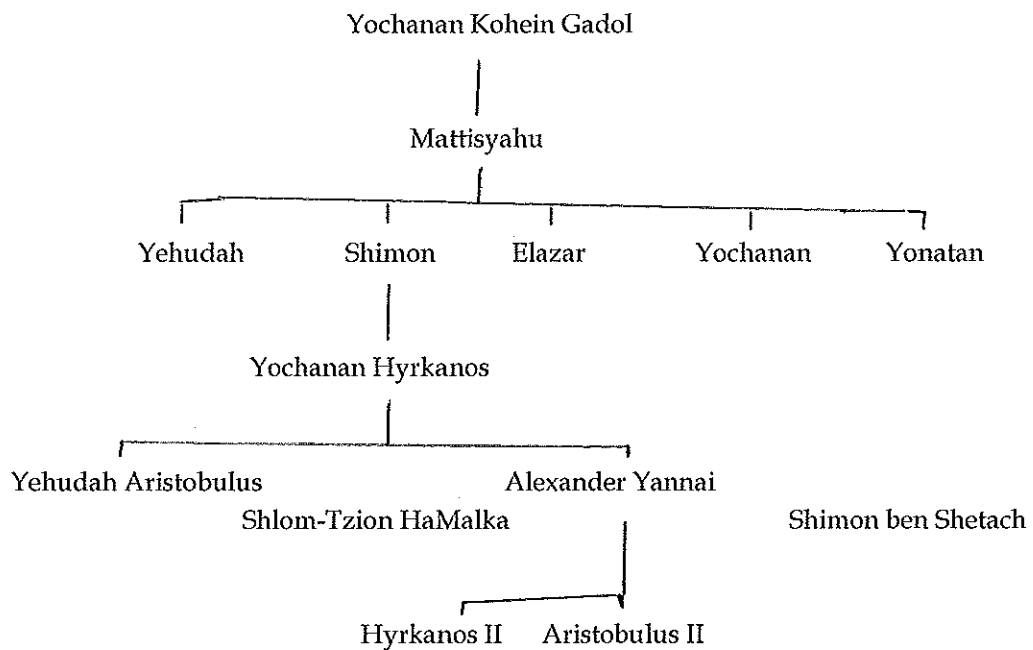 Yochanan Kohein Gadol
Mattisyahu
Yehudah Shimon Elazar Yochanan Yonatan
Yochanan Hyrkanos
Yehudah Aristobulus Alexander Yannai
Shlom-Tzion HaMalka Shimon ben Shetach
Hyrkanos II Aristobulus II